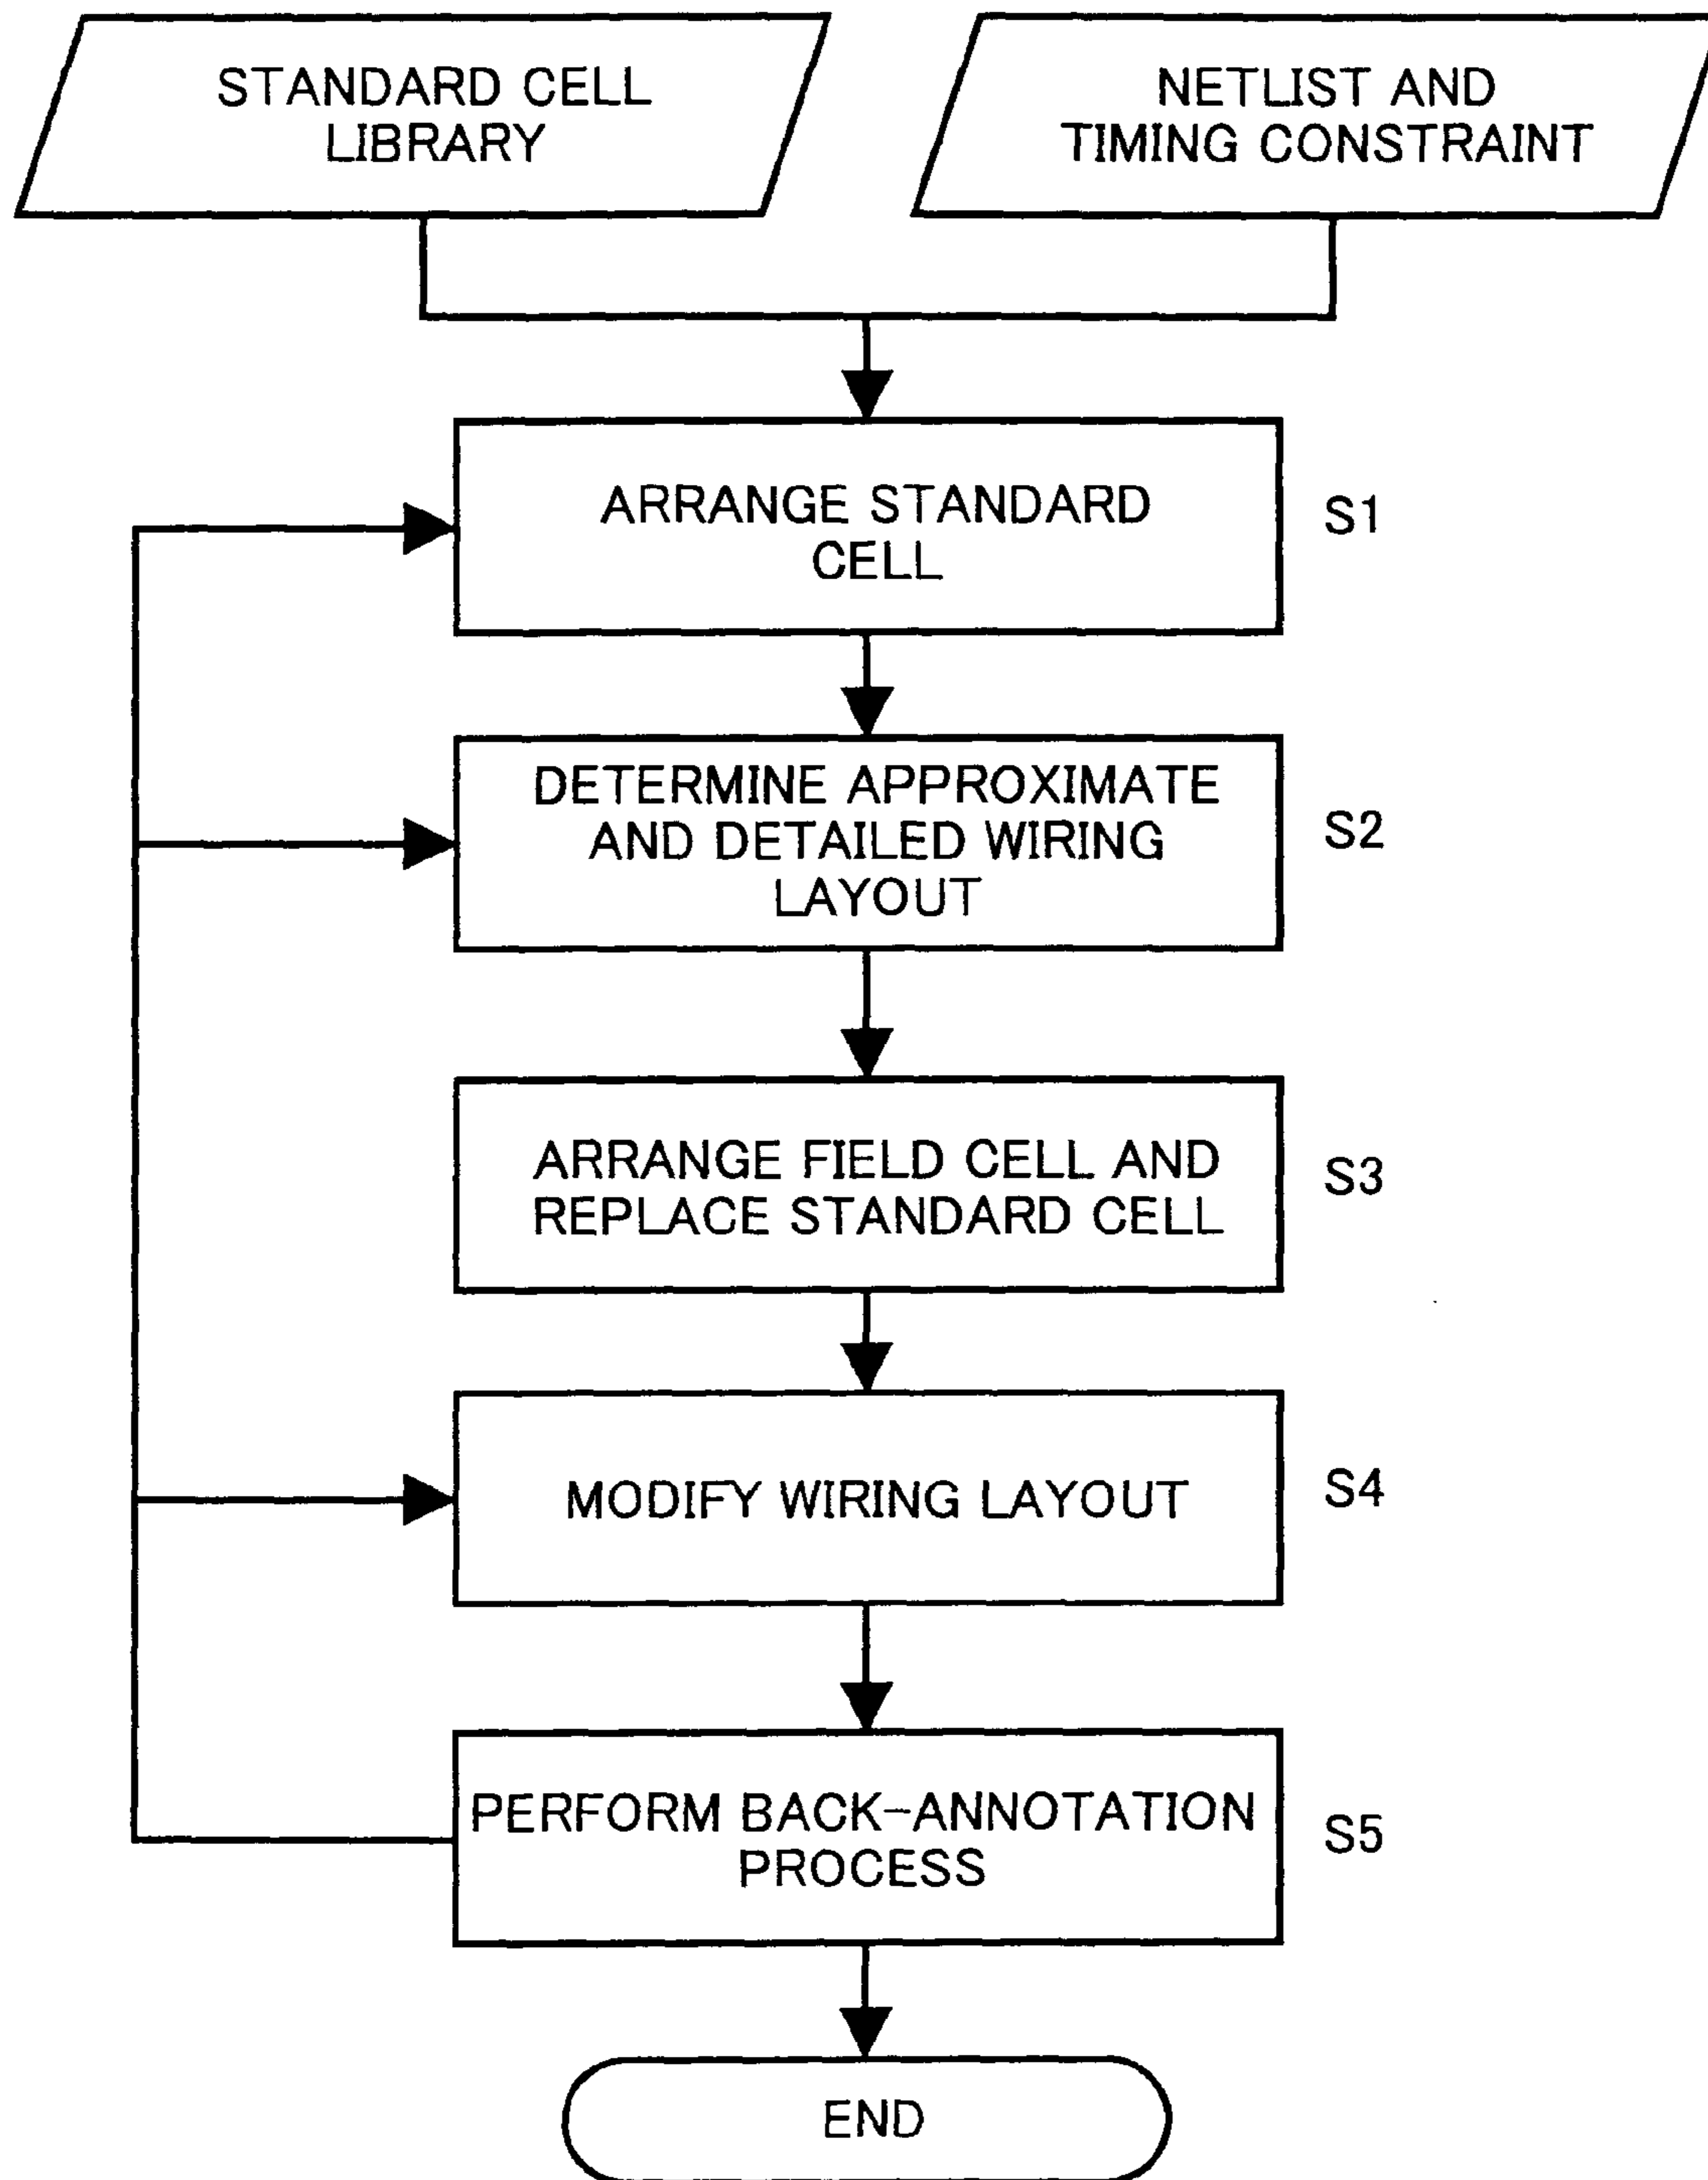 STANDARD CELL
LIBRARY
NETLIST AND
TIMING CONSTRAINT
ARRANGE STANDARD
CELL
S1
DETERMINE APPROXIMATE
AND DETAILED WIRING
LAYOUT
S2
ARRANGE FIELD CELL AND
REPLACE STANDARD CELL
S3
MODIFY WIRING LAYOUT
S4
PERFORM BACK-ANNOTATION
PROCESS
S5
END